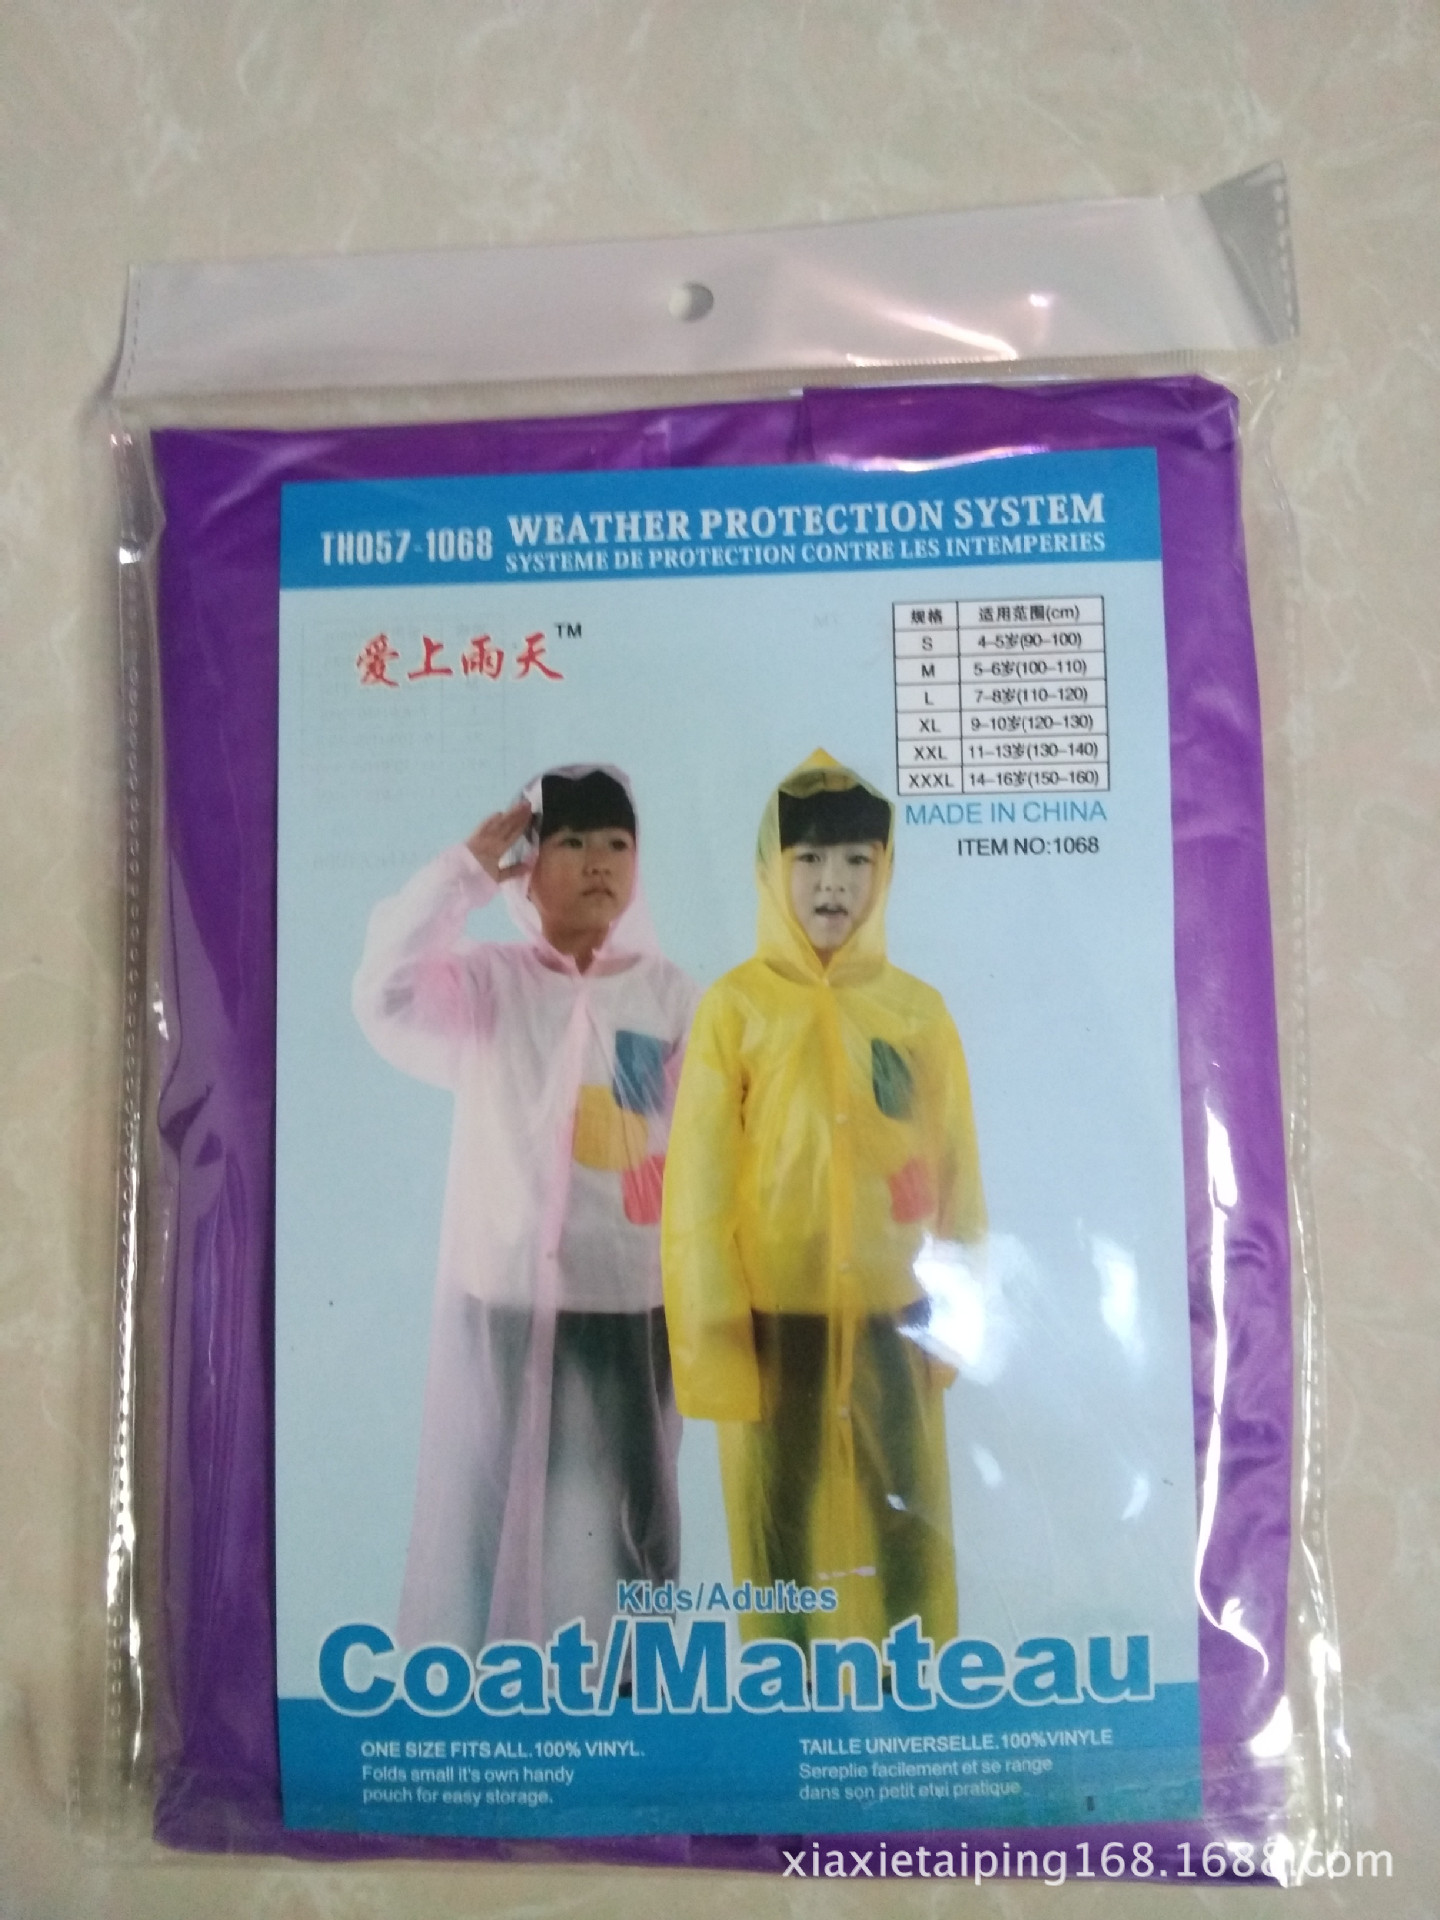 TH057-1068
WEATHER PROTECTION SYSTEM
SYSTEME DE PROTECTION CONTRE LES INTEMPERIES
爱上雨天™
规格 适用范围(cm)
S 4-5岁(90-100)
M 5-6岁(100-110)
L 7-8岁(110-120)
XL 9-10岁(120-130)
XXL 11-13岁(130-140)
XXXL 14-16岁(150-160)
MADE IN CHINA
ITEM NO:1068
Kids/Adultes
Coat/Manteau
ONE SIZE FITS ALL.100% VINYL.
Folds small it's own handy
pouch for easy storage.
TAILLE UNIVERSELLE.100%VINYLE
Sereplie facilement et se range
dans son petit etvi pratique
xiaxietaiping168.1688.com